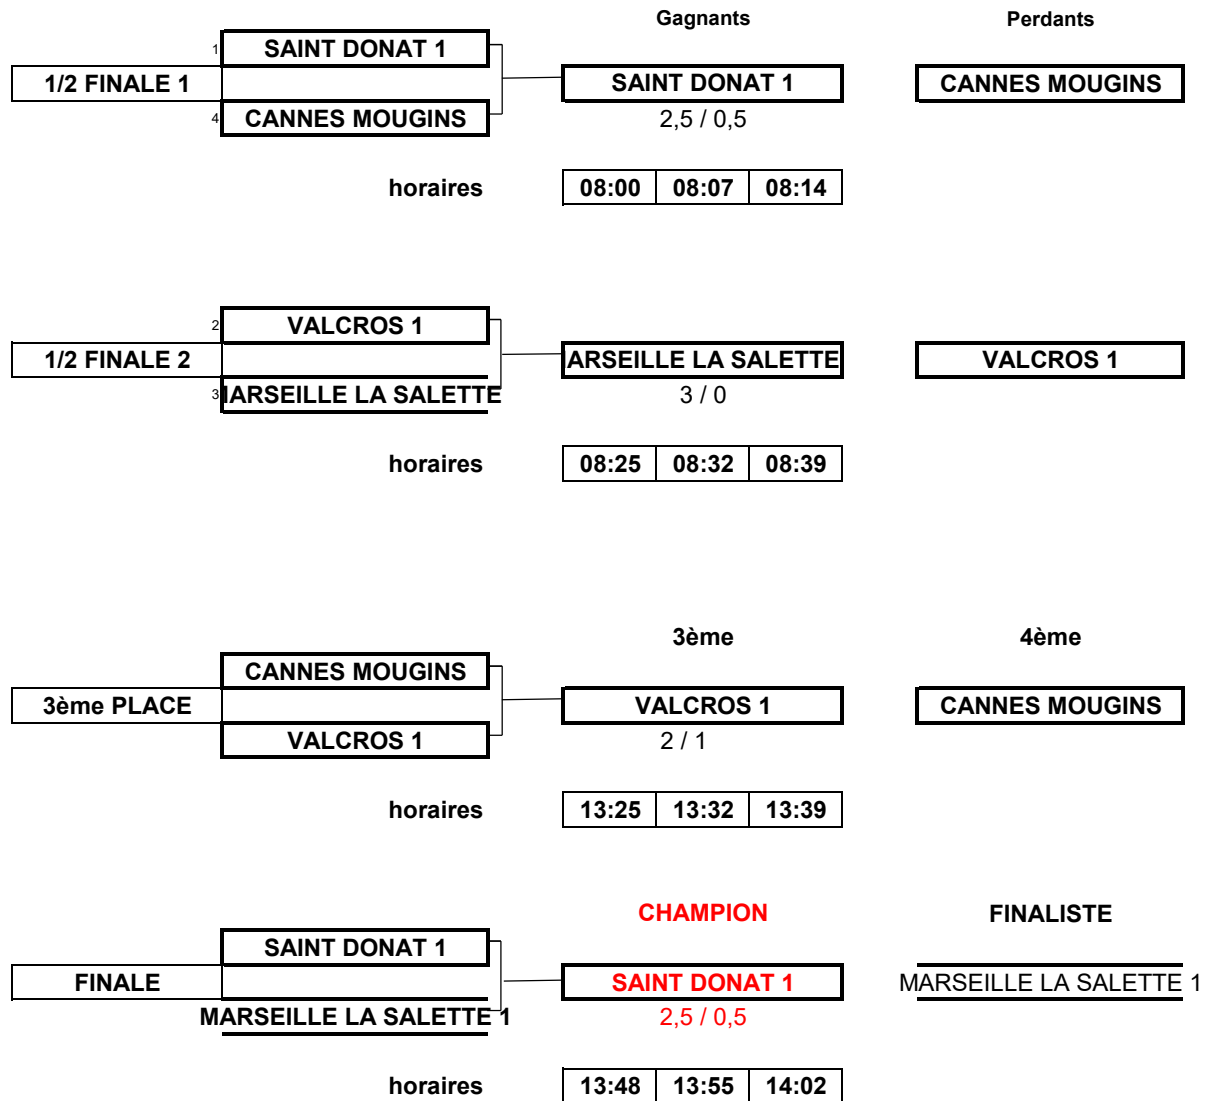 Gagnants Perdants
1 SAINT DONAT 1
1/2 FINALE 1 SAINT DONAT 1 CANNES MOUGINS
4 CANNES MOUGINS 2,5 / 0,5
horaires 08:00 08:07 08:14
2 VALCROS 1
1/2 FINALE 2 ARSEILLE LA SALETTE VALCROS 1
3 IARSEILLE LA SALETTE 3 / 0
horaires 08:25 08:32 08:39
3ème 4ème
CANNES MOUGINS
3ème PLACE VALCROS 1 CANNES MOUGINS
VALCROS 1 2 / 1
horaires 13:25 13:32 13:39
CHAMPION FINALISTE
SAINT DONAT 1
FINALE SAINT DONAT 1 MARSEILLE LA SALETTE 1
MARSEILLE LA SALETTE 1 2,5 / 0,5
horaires 13:48 13:55 14:02